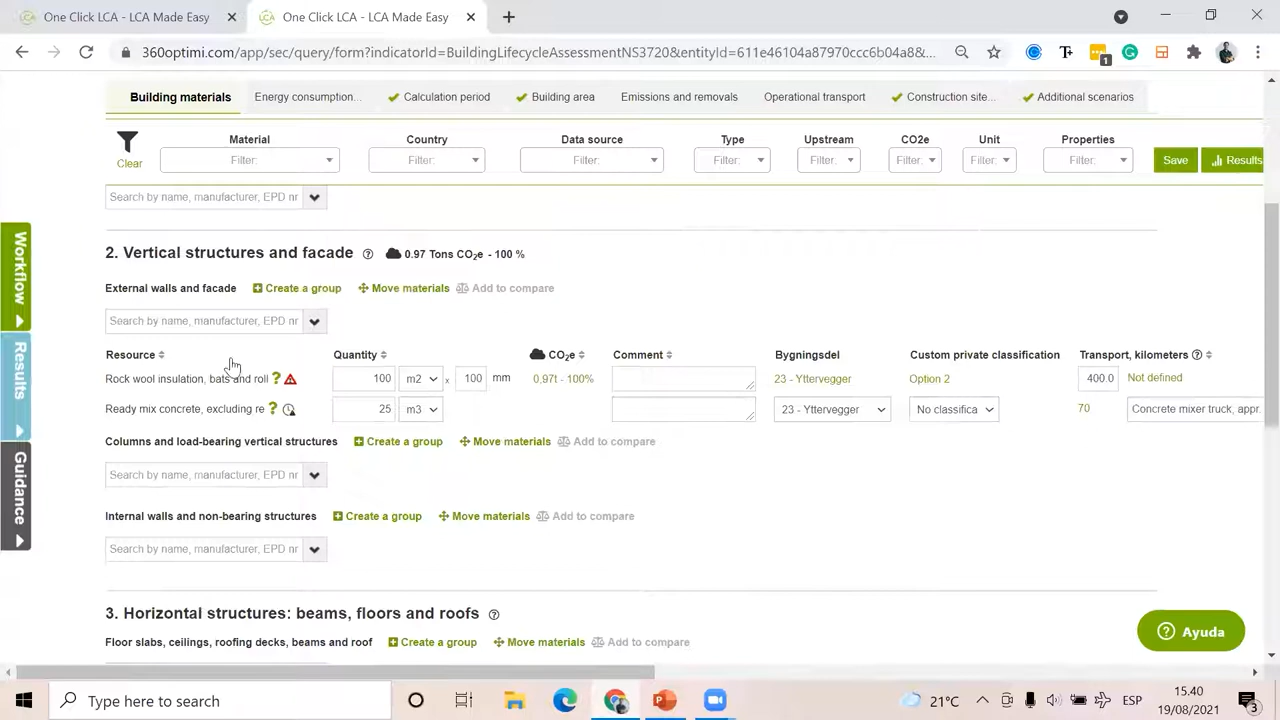 One Click LCA - LCA Made Easy
One Click LCA - LCA Made Easy
360optimi.com/app/sec/query/form?indicatorId=BuildingLifecycleAssessmentNS3720&entityId=611e46104a87970ccc6b04a8&...
1
Building materials
Energy consumption...
Calculation period
Building area
Emissions and removals
Operational transport
Construction site...
Additional scenarios
Material
Country
Data source
Type
Upstream
CO2e
Unit
Properties
Clear
Filter:
Filter:
Filter:
Filter:
Filter:
Filter:
Filter:
Filter:
Save
Results
Search by name, manufacturer, EPD nr
2. Vertical structures and facade ? 0.97 Tons CO₂e - 100 %
External walls and facade
Create a group
Move materials
Add to compare
Search by name, manufacturer, EPD nr
Resource
Quantity
CO₂e
Comment
Bygningsdel
Custom private classification
Transport, kilometers ?
Rock wool insulation, bats and roll ?
100 m2 x 100 mm
0.97t - 100%
23 - Yttervegger
Option 2
400.0
Not defined
Ready mix concrete, excluding re ?
25 m3
23 - Yttervegger
No classifica
70
Concrete mixer truck, appr.
Columns and load-bearing vertical structures
Create a group
Move materials
Add to compare
Search by name, manufacturer, EPD nr
Internal walls and non-bearing structures
Create a group
Move materials
Add to compare
Search by name, manufacturer, EPD nr
3. Horizontal structures: beams, floors and roofs ?
Floor slabs, ceilings, roofing decks, beams and roof
Create a group
Move materials
Add to compare
Workflow
Results
Guidance
? Ayuda
Type here to search
21°C
ESP
15.40
19/08/2021
3